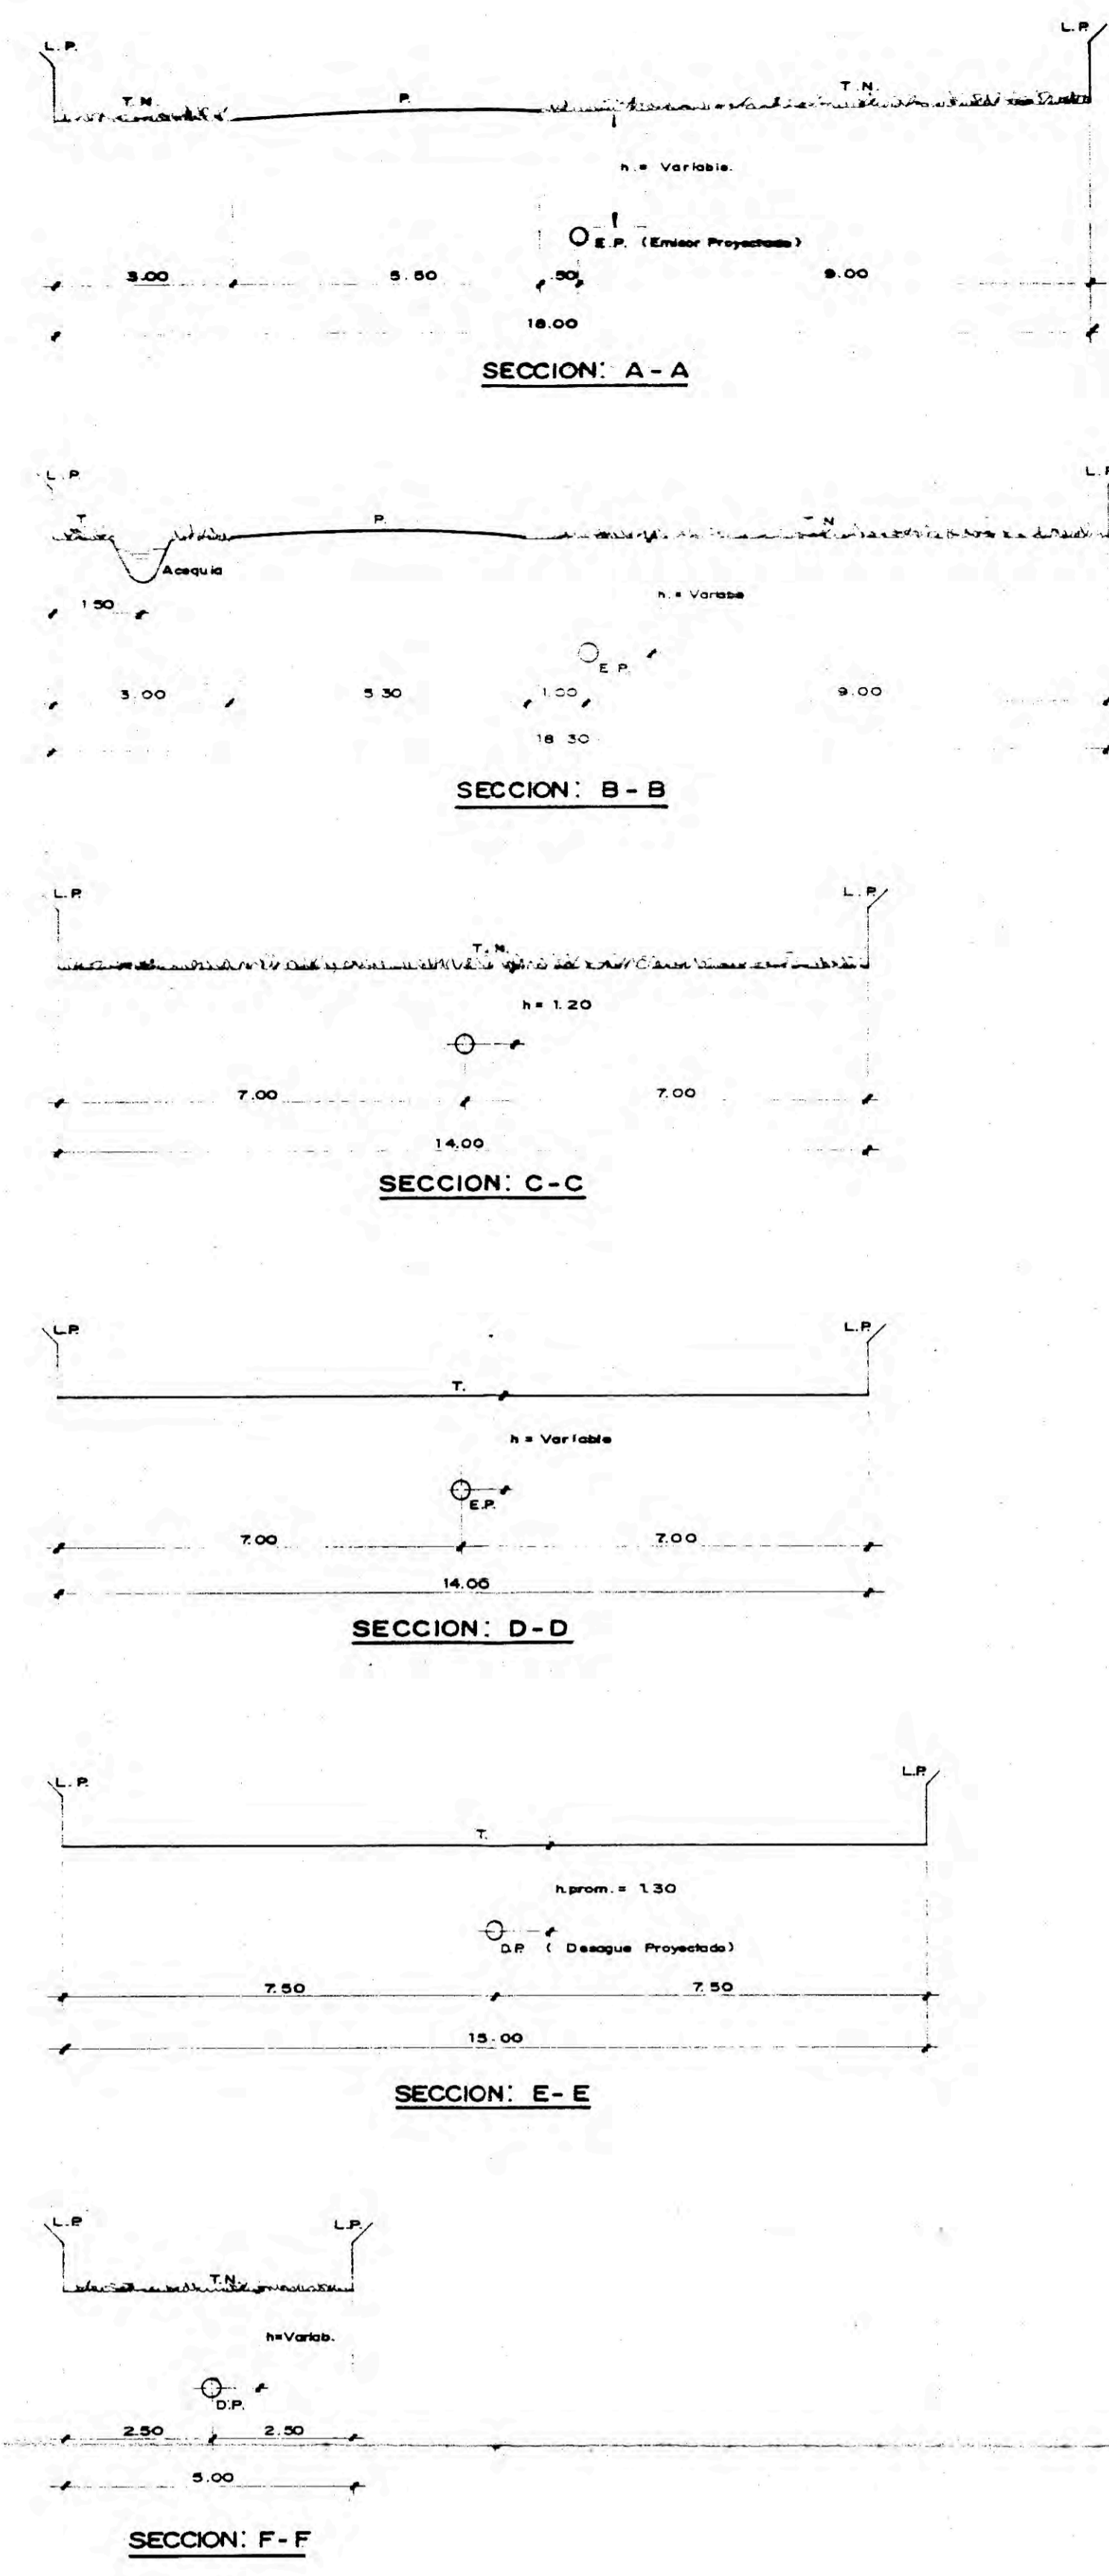 L.P. L.P.
T.N. P. T.N.
h.= Variable.
E.P. (Emisor Proyectado)
3.00 5.50 .50 9.00
18.00
SECCION: A-A
L.P. L.P.
T. P. T N
Acequia
h.= Variable
1 50
E P.
3.00 5 30 1.00 9.00
18 30
SECCION: B-B
L.P. L.P.
T.N.
h= 1.20
7.00 7.00
14.00
SECCION: C-C
L.P. L.P.
T.
h = Variable
E.P.
7.00 7.00
14.00
SECCION: D-D
L.P. L.P.
T.
h.prom.= 1.30
D.P. ( Desague Proyectado)
7.50 7.50
15.00
SECCION: E-E
L.P. L.P.
T.N.
h=Variab.
D.P.
2.50 2.50
5.00
SECCION: F-F